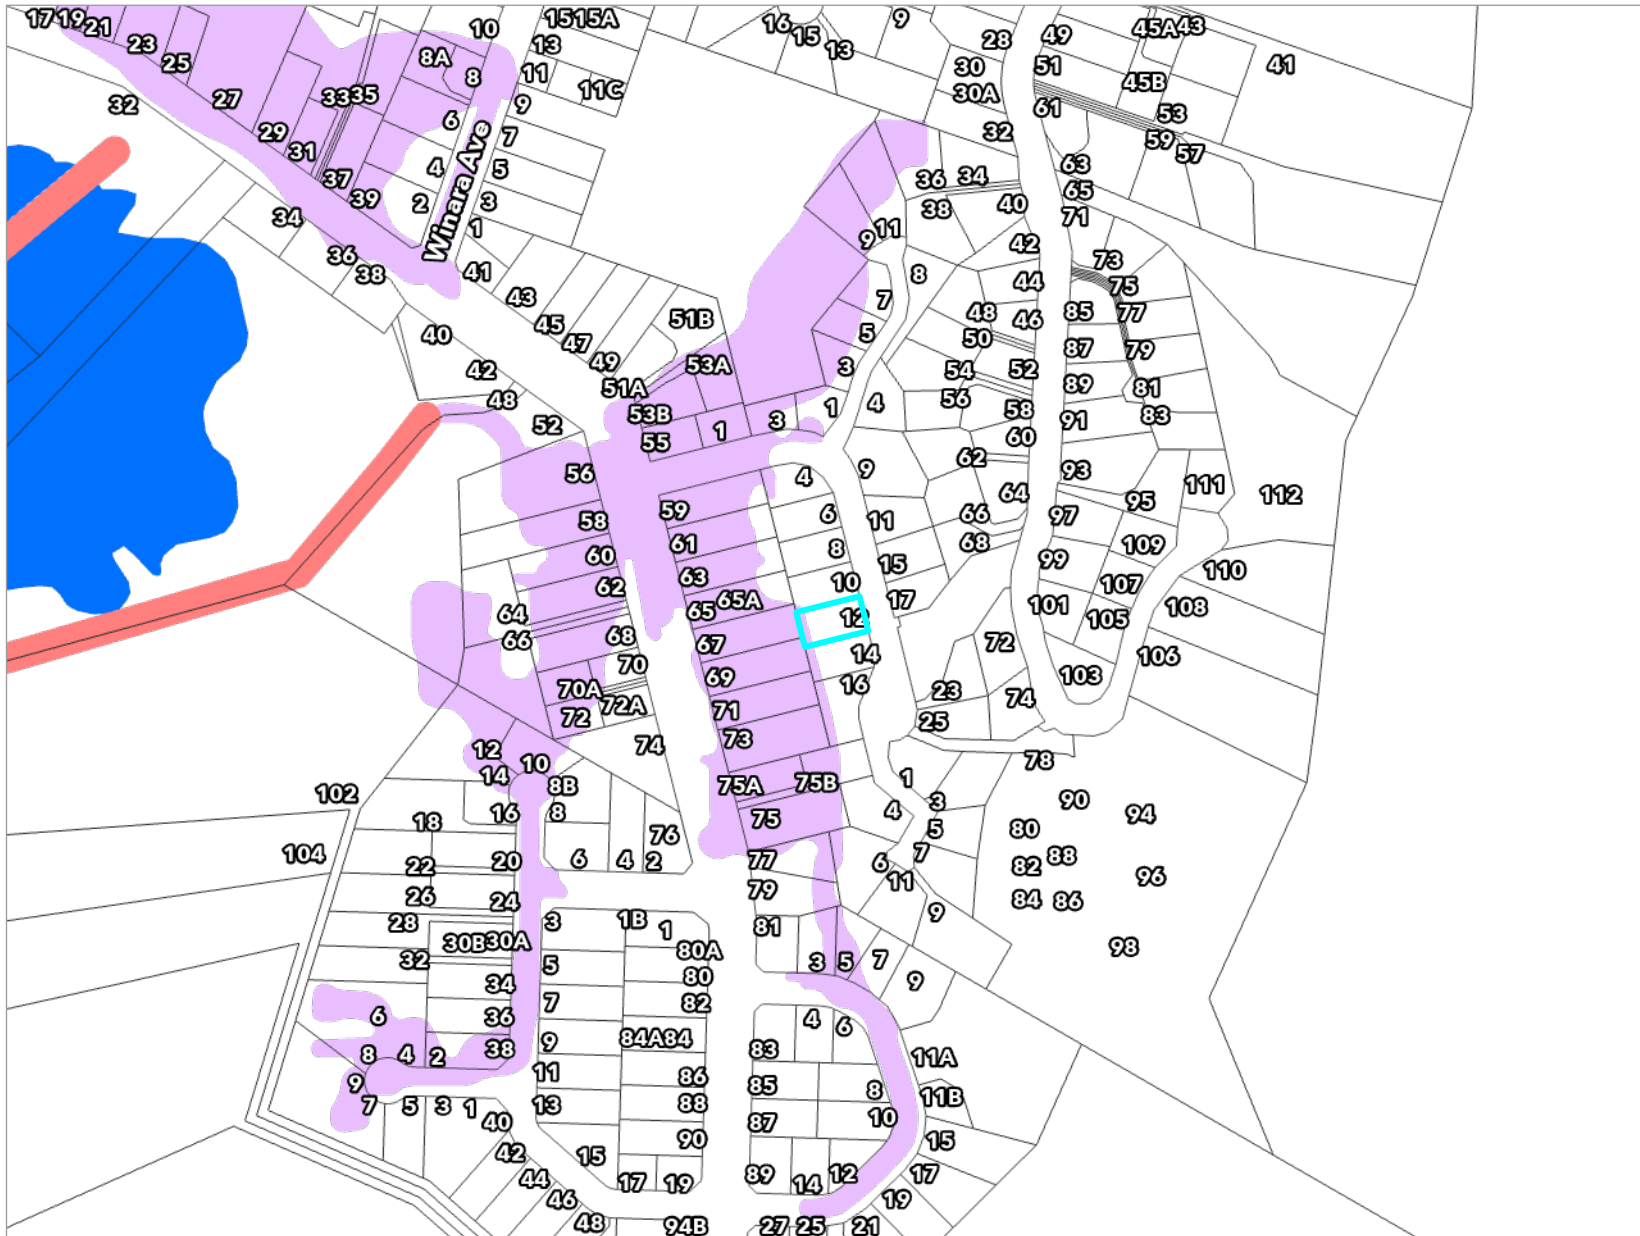 17 19 21 23 25 27 29 31 33 35 37 39
10 8A 8 6 4 2
Winara Ave
15 15A 13 11 11C 9 7 5 3 1
32 34 36 38 40 42 48 52
41 43 45 47 49 51B 51A 53A 53B 55 1 3 1
16 15 13 9
28 30 30A 32 36 34 38 40 42 44 48 46 50 52 54 56 58 60 62 64 66 68
49 51 61 45A 43 45B 53 59 57 41
63 65 71 73 75 77 85 87 79 89 81 91 83 93 95 111 112
97 99 109 107 101 105 103 110 108 106
11 9 8 7 5 3 4
4 6 8 10 12 14 16
9 11 15 17 23 25 72 74 78
56 58 60 62 64 66 68 70 70A 72A 72 74
59 61 63 65A 65 67 69 71 73 75A 75B 75 77 79 81
1 3 4 5 6 7 11 9
90 94 80 88 82 96 84 86 98
12 10 14 8B 16 8 18 6 4 2 76
102 104
22 20 26 24 28 30B 30A 32 34 36 38
6 8 4 2 9 7 5 3 1 40 42 44 46 48
3 1B 1 80A 5 80 7 82 9 84A 84 11 86 13 88 90 15 17 19 94B
3 5 7 9
4 6 83 85 8 87 10 89 14 12
11A 11B 15 17 19 21 25 27